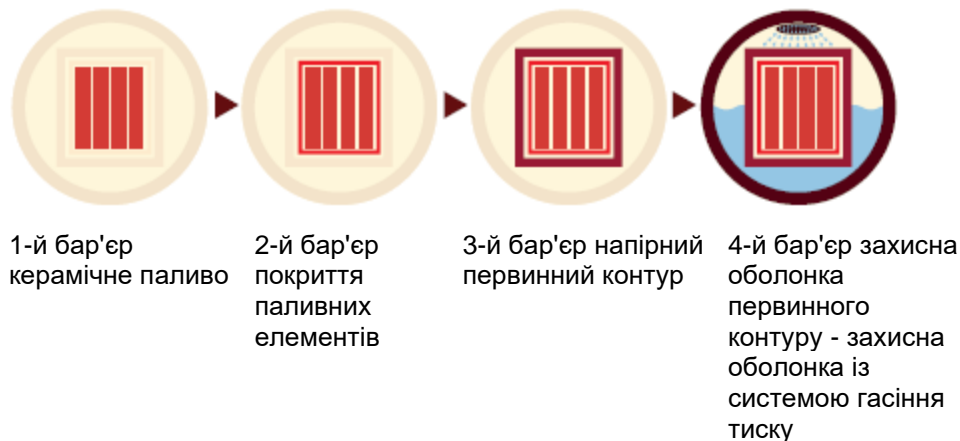 1-й бар'єр
керамічне паливо
2-й бар'єр
покриття
паливних
елементів
3-й бар'єр напірний
первинний контур
4-й бар'єр захисна
оболонка
первинного
контуру - захисна
оболонка із
системою гасіння
тиску